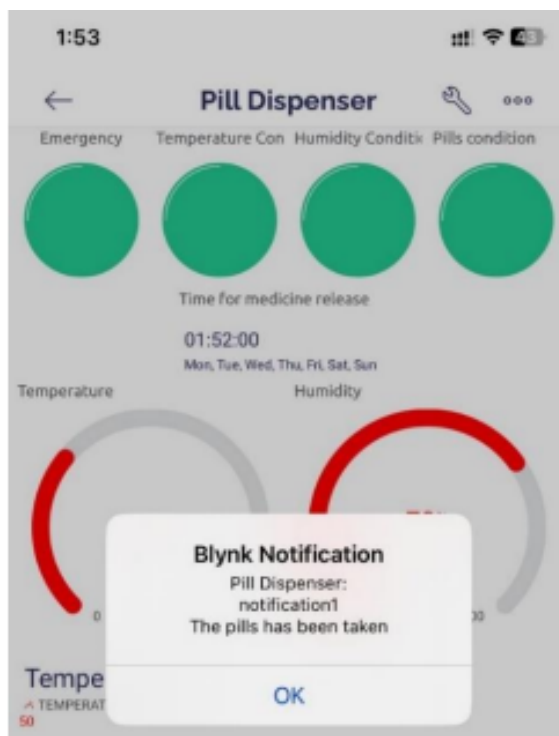 1:53
43
Pill Dispenser
Emergency Temperature Con Humidity Conditi Pills condition
Time for medicine release
01:52:00
Mon, Tue, Wed, Thu, Fri, Sat, Sun
Temperature Humidity
0
Blynk Notification
Pill Dispenser:
notification1
The pills has been taken
OK
Tempe
TEMPERAT
50